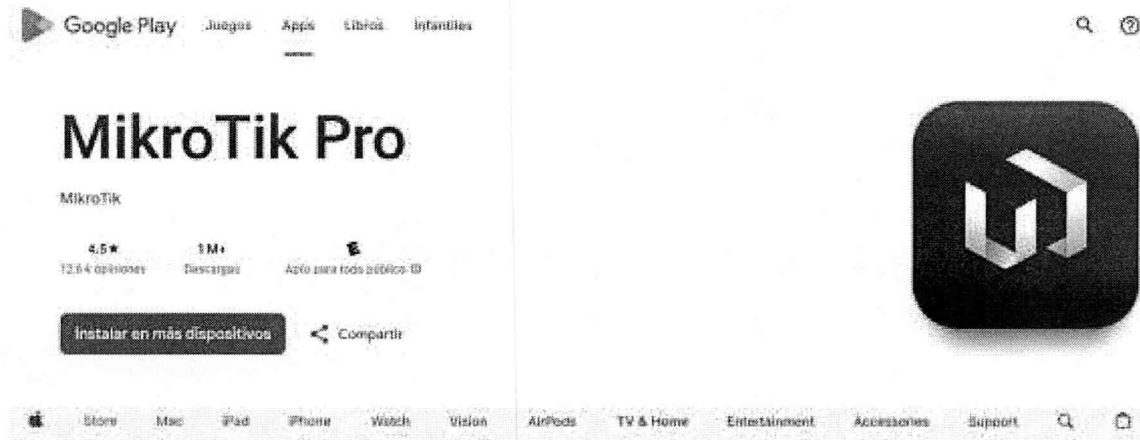 Google Play Juegos Apps Libros Infantiles
MikroTik Pro
MikroTik
4.5★ 1 M+
12.6 k opiniones Descargas Apto para todo público
Instalar en más dispositivos Compartir
Store Mac iPad iPhone Watch Vision AirPods TV & Home Entertainment Accessories Support